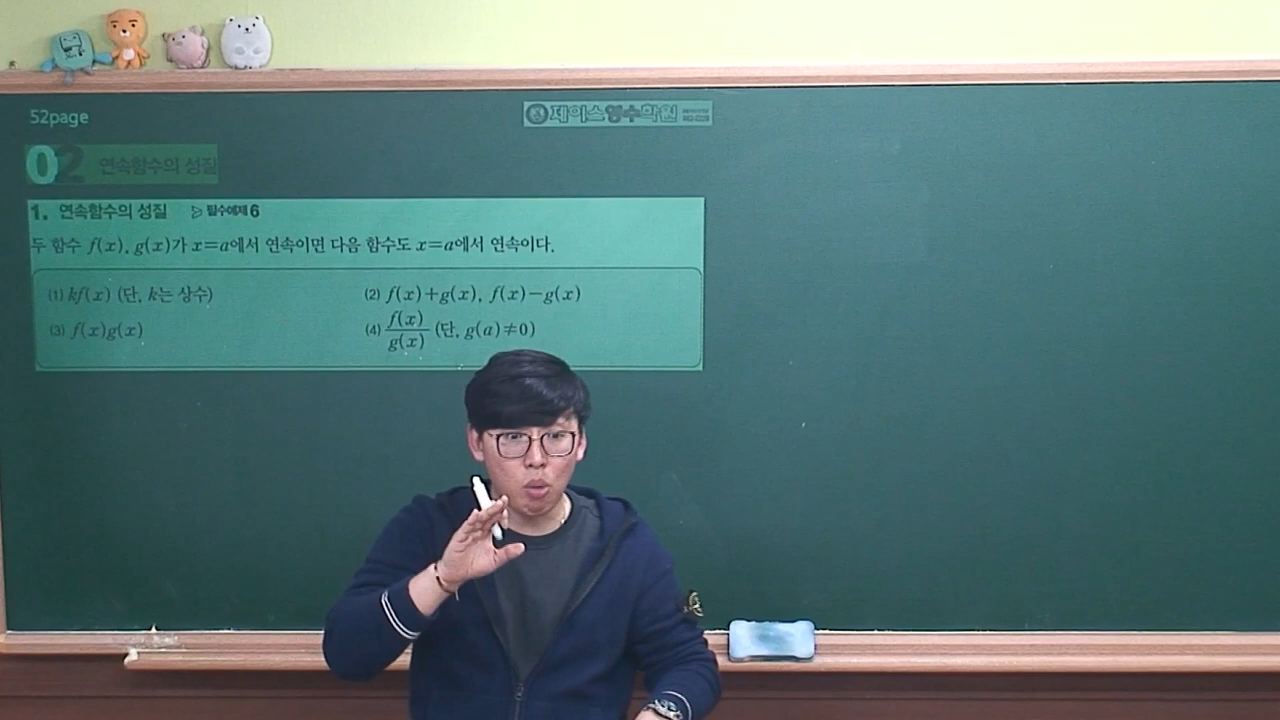 52page
제이스영수학원
02 연속함수의 성질
1. 연속함수의 성질 ▷ 필수예제 6
두 함수 f(x), g(x)가 x=a에서 연속이면 다음 함수도 x=a에서 연속이다.
(1) kf(x) (단, k는 상수) (2) f(x)+g(x), f(x)-g(x)
(3) f(x)g(x) (4) f(x)/g(x) (단, g(a)≠0)